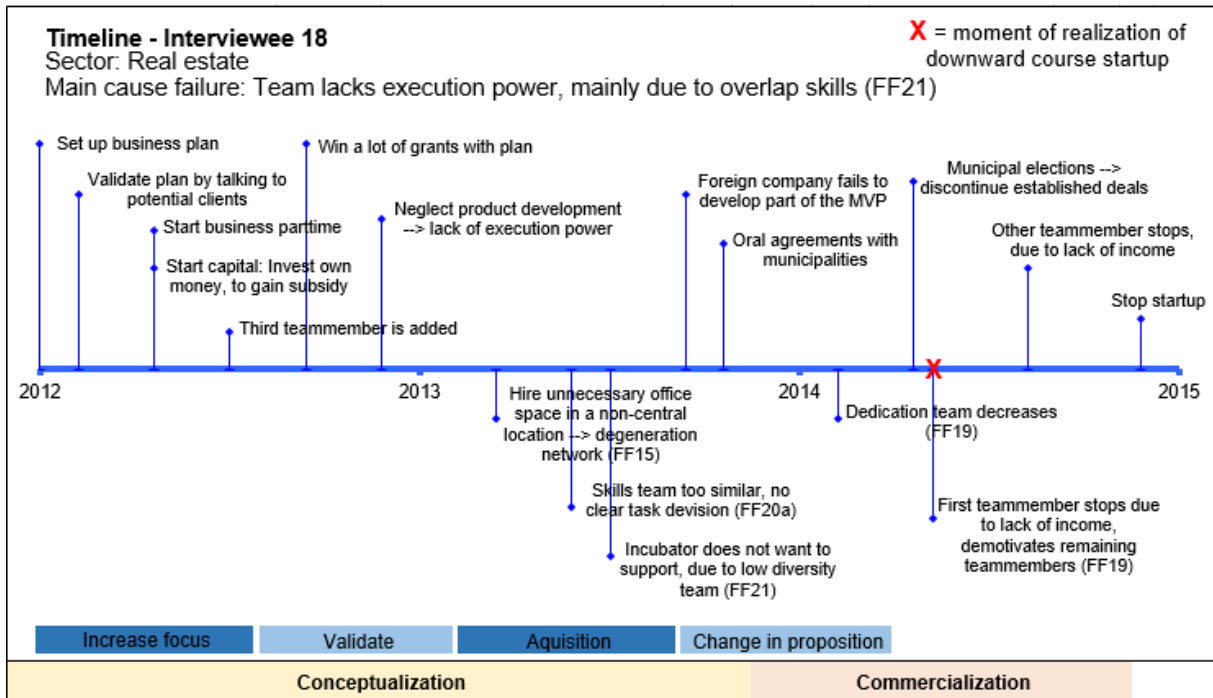 Timeline - Interviewee 18
Sector: Real estate
Main cause failure: Team lacks execution power, mainly due to overlap skills (FF21)
X = moment of realization of
downward course startup
Set up business plan
Validate plan by talking to
potential clients
Start business parttime
Start capital: Invest own
money, to gain subsidy
Third teammember is added
Win a lot of grants with plan
Neglect product development
--> lack of execution power
Foreign company fails to
develop part of the MVP
Oral agreements with
municipalities
Municipal elections -->
discontinue established deals
Other teammember stops,
due to lack of income
Stop startup
X
2012
2013
2014
2015
Hire unnecessary office
space in a non-central
location --> degeneration
network (FF15)
Skills team too similar, no
clear task devision (FF20a)
Incubator does not want to
support, due to low diversity
team (FF21)
Dedication team decreases
(FF19)
First teammember stops due
to lack of income,
demotivates remaining
teammembers (FF19)
Increase focus
Validate
Aquisition
Change in proposition
Conceptualization
Commercialization